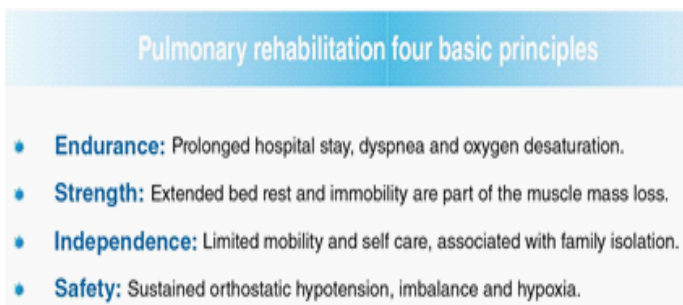 Pulmonary rehabilitation four basic principles
Endurance: Prolonged hospital stay, dyspnea and oxygen desaturation.
Strength: Extended bed rest and immobility are part of the muscle mass loss.
Independence: Limited mobility and self care, associated with family isolation.
Safety: Sustained orthostatic hypotension, imbalance and hypoxia.